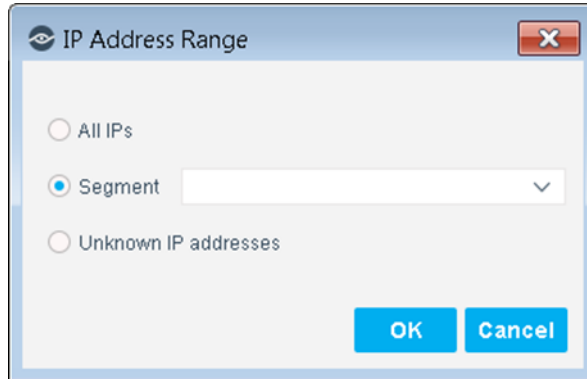 IP Address Range
All IPs
Segment
Unknown IP addresses
OK Cancel